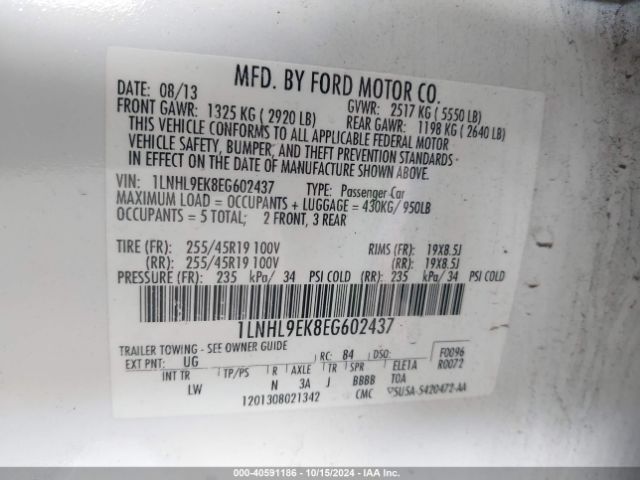 MFD. BY FORD MOTOR CO.
DATE: 08/13 GVWR: 2517 KG ( 5550 LB)
FRONT GAWR: 1325 KG ( 2920 LB) REAR GAWR: 1198 KG ( 2640 LB)
THIS VEHICLE CONFORMS TO ALL APPLICABLE FEDERAL MOTOR
VEHICLE SAFETY, BUMPER, AND THEFT PREVENTION STANDARDS
IN EFFECT ON THE DATE OF MANUFACTURE SHOWN ABOVE.
VIN: 1LNHL9EK8EG602437 TYPE: Passenger Car
MAXIMUM LOAD = OCCUPANTS + LUGGAGE = 430KG/ 950LB
OCCUPANTS = 5 TOTAL; 2 FRONT, 3 REAR
TIRE (FR): 255/45R19 100V RIMS (FR): 19X8.5J
(RR): 255/45R19 100V (RR): 19X8.5J
PRESSURE (FR): 235 kPa/ 34 PSI COLD (RR): 235 kPa/ 34 PSI COLD
1LNHL9EK8EG602437
TRAILER TOWING - SEE OWNER GUIDE
EXT PNT: UG RC: 84 DSO: F0096
INT TR TP/PS R AXLE TR SPR ELE1A R0072
LW N 3A J BBBB TOA
1201308021342 CMC SUSA-5420472-AA
000-40591186 - 10/15/2024 - IAA Inc.